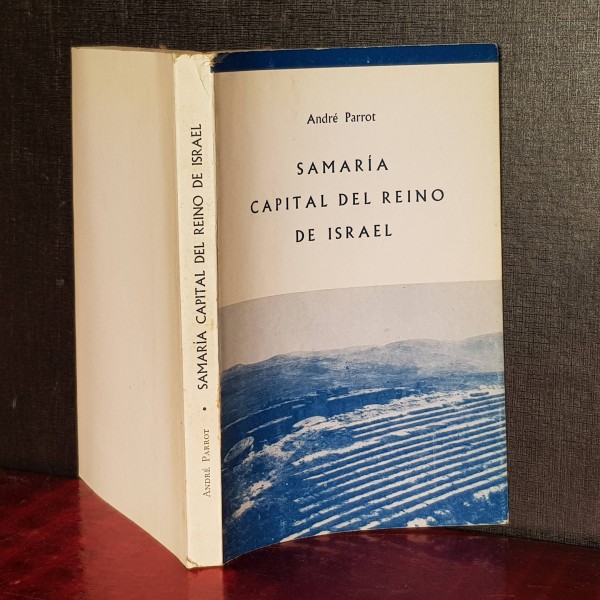 André Parrot
SAMARÍA
CAPITAL DEL REINO
DE ISRAEL
ANDRÉ PARROT • SAMARÍA CAPITAL DEL REINO DE ISRAEL